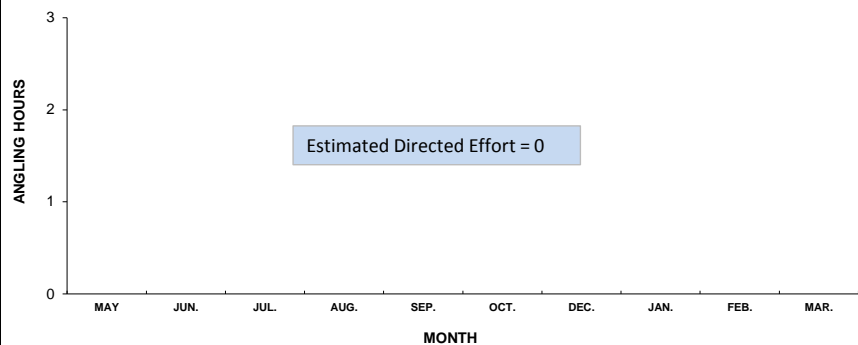 3
2
1
0
ANGLING HOURS
Estimated Directed Effort = 0
MAY JUN. JUL. AUG. SEP. OCT. DEC. JAN. FEB. MAR.
MONTH